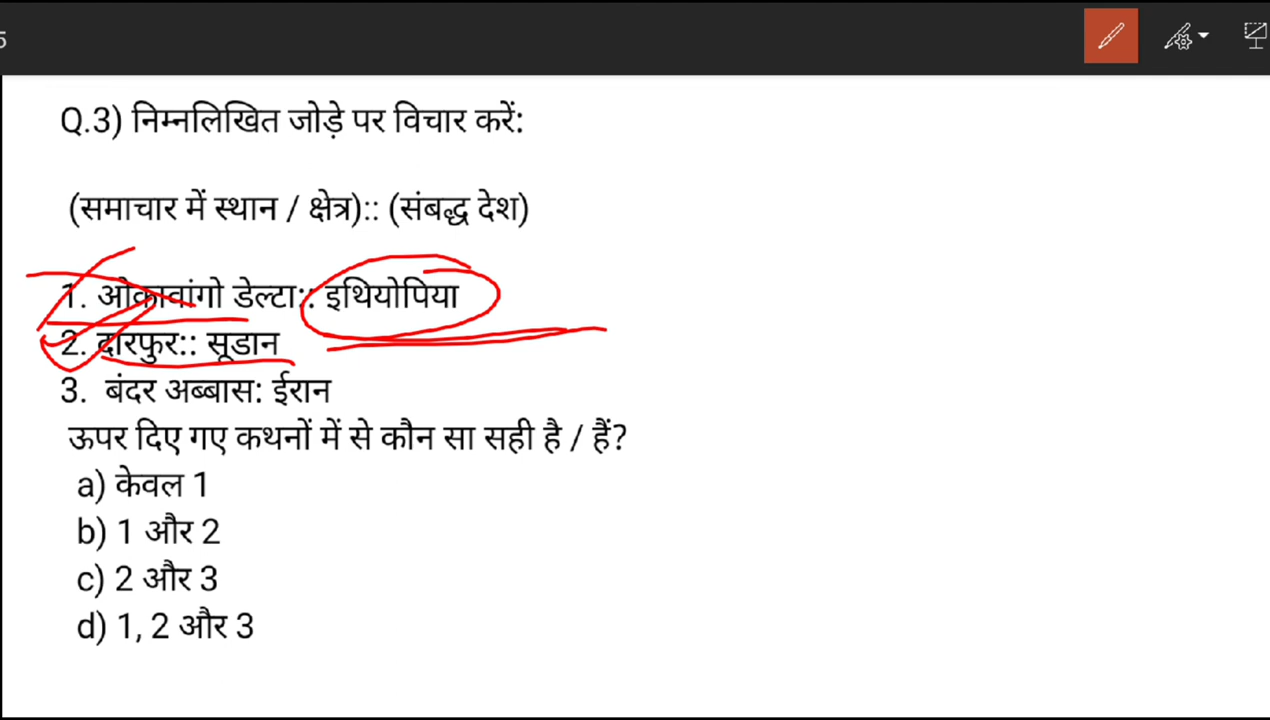 5
Q.3) निम्नलिखित जोड़े पर विचार करें:
(समाचार में स्थान / क्षेत्र):: (संबद्ध देश)
1. ओकावांगो डेल्टा:: इथियोपिया
2. दारफुर:: सूडान
3. बंदर अब्बास: ईरान
ऊपर दिए गए कथनों में से कौन सा सही है / हैं?
a) केवल 1
b) 1 और 2
c) 2 और 3
d) 1, 2 और 3